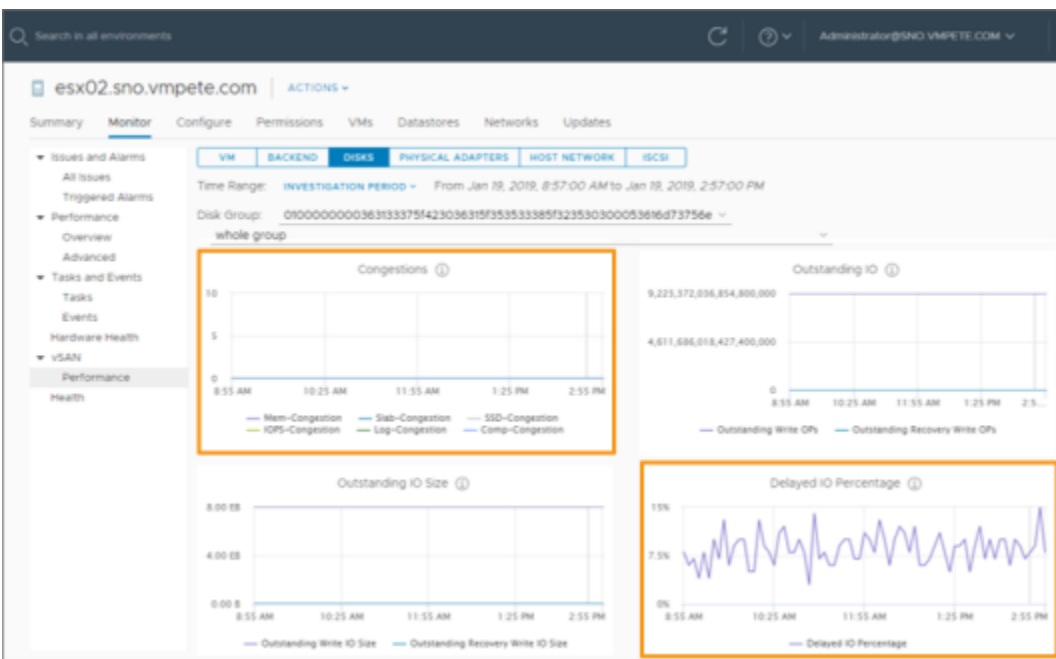 Search in all environments
Administrator@SNO.VMPETE.COM
esx02.sno.vmpete.com ACTIONS
Summary Monitor Configure Permissions VMs Datastores Networks Updates
Issues and Alarms
All Issues
Triggered Alarms
Performance
Overview
Advanced
Tasks and Events
Tasks
Events
Hardware Health
vSAN
Performance
Health
VM BACKEND DISKS PHYSICAL ADAPTERS HOST NETWORK ISCSI
Time Range: INVESTIGATION PERIOD From Jan 19, 2019, 8:57:00 AM to Jan 19, 2019, 2:57:00 PM
Disk Group:
whole group
Congestions
10
5
0
8:55 AM 10:25 AM 11:55 AM 1:25 PM 2:55 PM
Mem-Congestion Slab-Congestion SSD-Congestion
IOPS-Congestion Log-Congestion Comp-Congestion
Outstanding IO
9,223,372,036,854,800,000
4,611,686,018,427,400,000
0
8:55 AM 10:25 AM 11:55 AM 1:25 PM 2:5...
Outstanding Write OPs Outstanding Recovery Write OPs
Outstanding IO Size
8.00 EB
4.00 EB
0.00 B
8:55 AM 10:25 AM 11:55 AM 1:25 PM 2:55 PM
Outstanding Write IO Size Outstanding Recovery Write IO Size
Delayed IO Percentage
15%
7.5%
0%
8:55 AM 10:25 AM 11:55 AM 1:25 PM 2:55 PM
Delayed IO Percentage